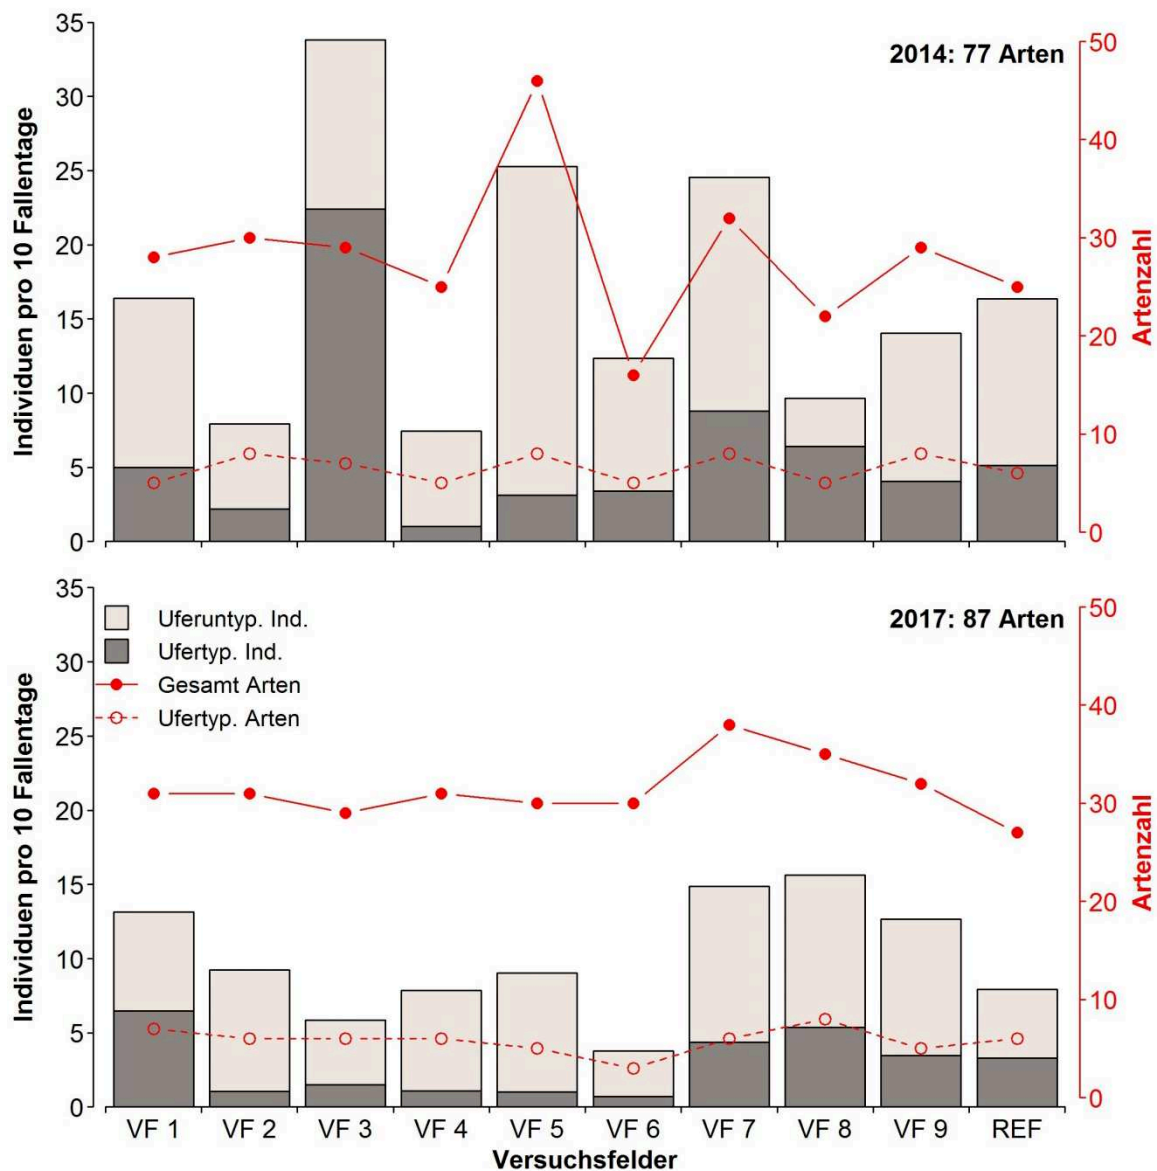 2014: 77 Arten
Individuen pro 10 Fallentage
35
30
25
20
15
10
5
0
50
40
30
20
10
0
Artenzahl
2017: 87 Arten
Uferuntyp. Ind.
Ufertyp. Ind.
Gesamt Arten
Ufertyp. Arten
Individuen pro 10 Fallentage
35
30
25
20
15
10
5
0
50
40
30
20
10
0
Artenzahl
VF 1 VF 2 VF 3 VF 4 VF 5 VF 6 VF 7 VF 8 VF 9 REF
Versuchsfelder